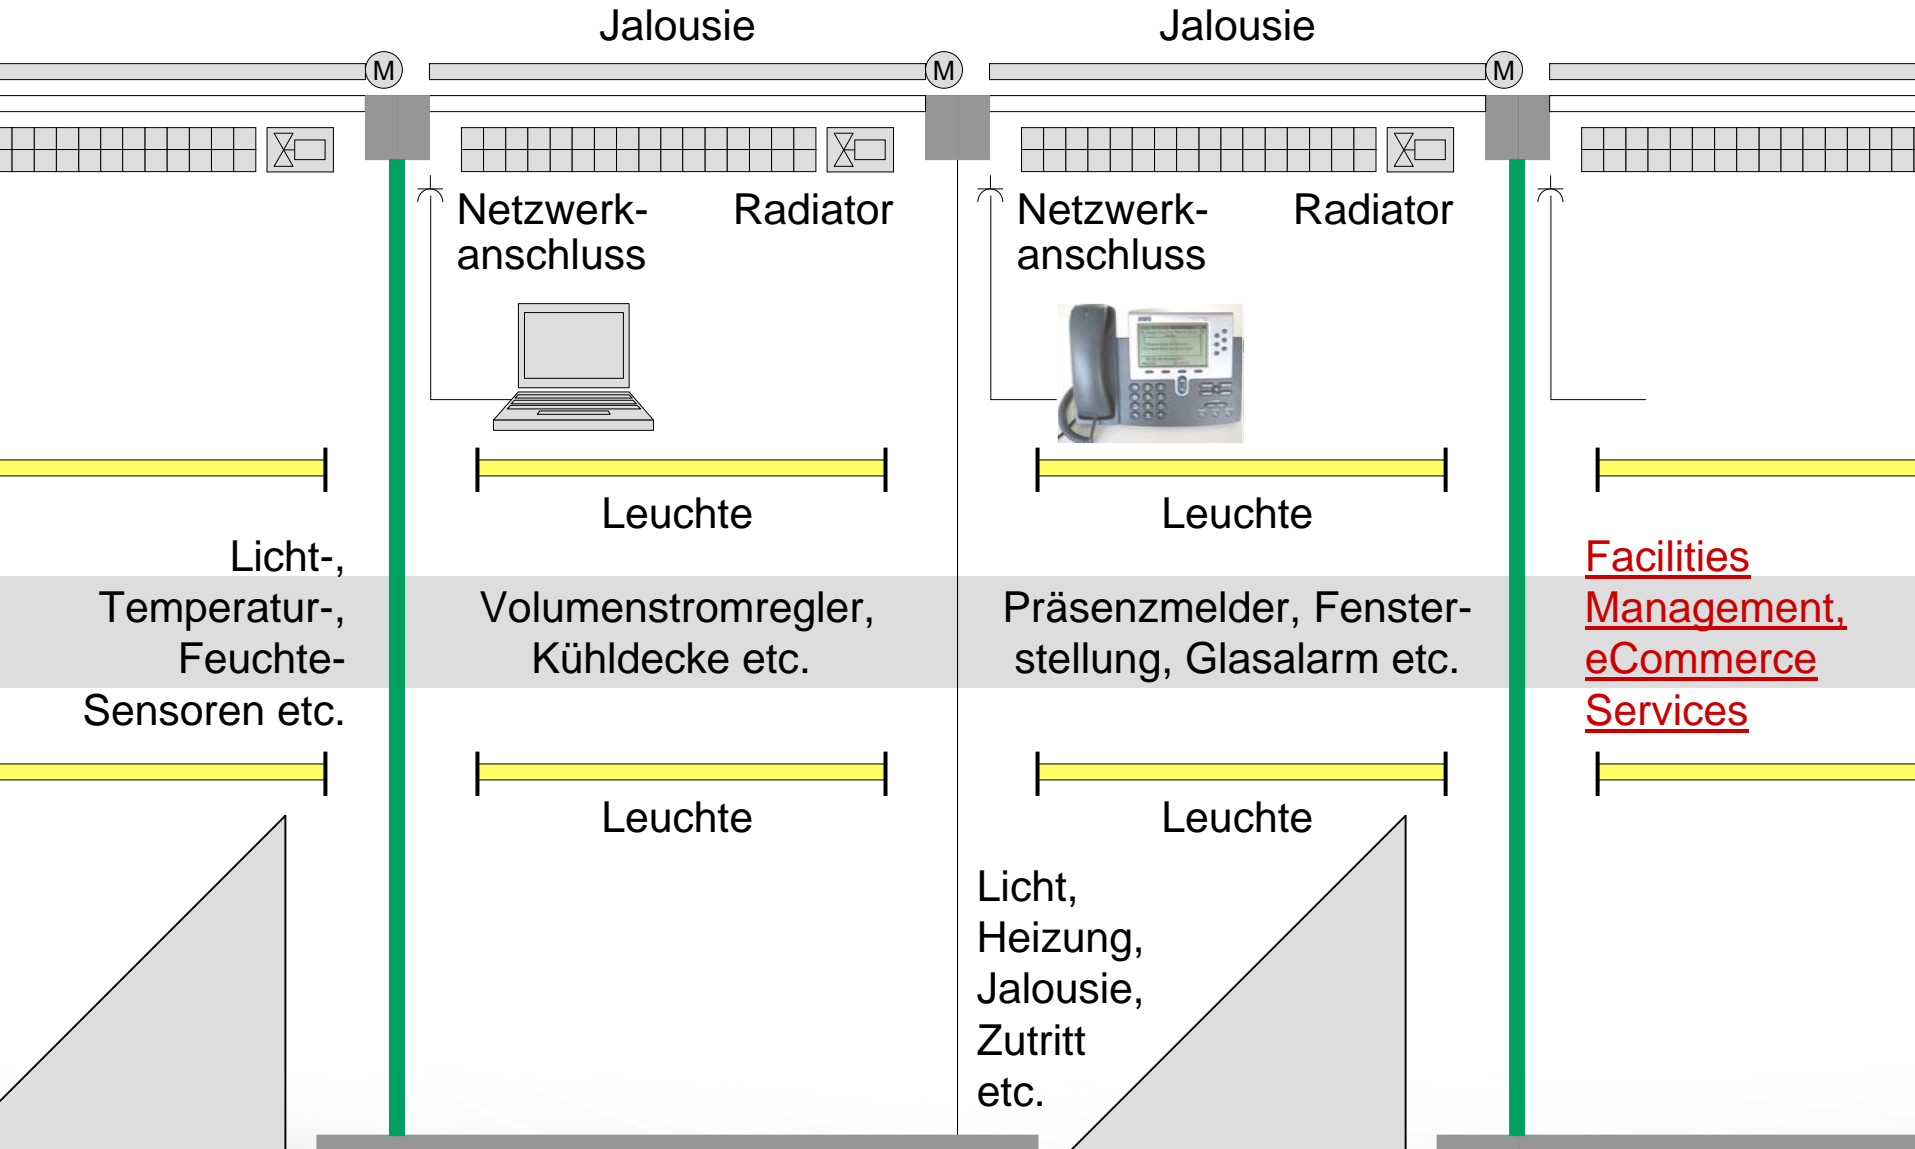 Jalousie
Jalousie
M
M
M
Netzwerk-
anschluss
Radiator
Netzwerk-
anschluss
Radiator
Leuchte
Leuchte
Licht-,
Temperatur-,
Feuchte-
Sensoren etc.
Volumenstromregler,
Kühldecke etc.
Präsenzmelder, Fenster-
stellung, Glasalarm etc.
Facilities
Management,
eCommerce
Services
Leuchte
Leuchte
Licht,
Heizung,
Jalousie,
Zutritt
etc.